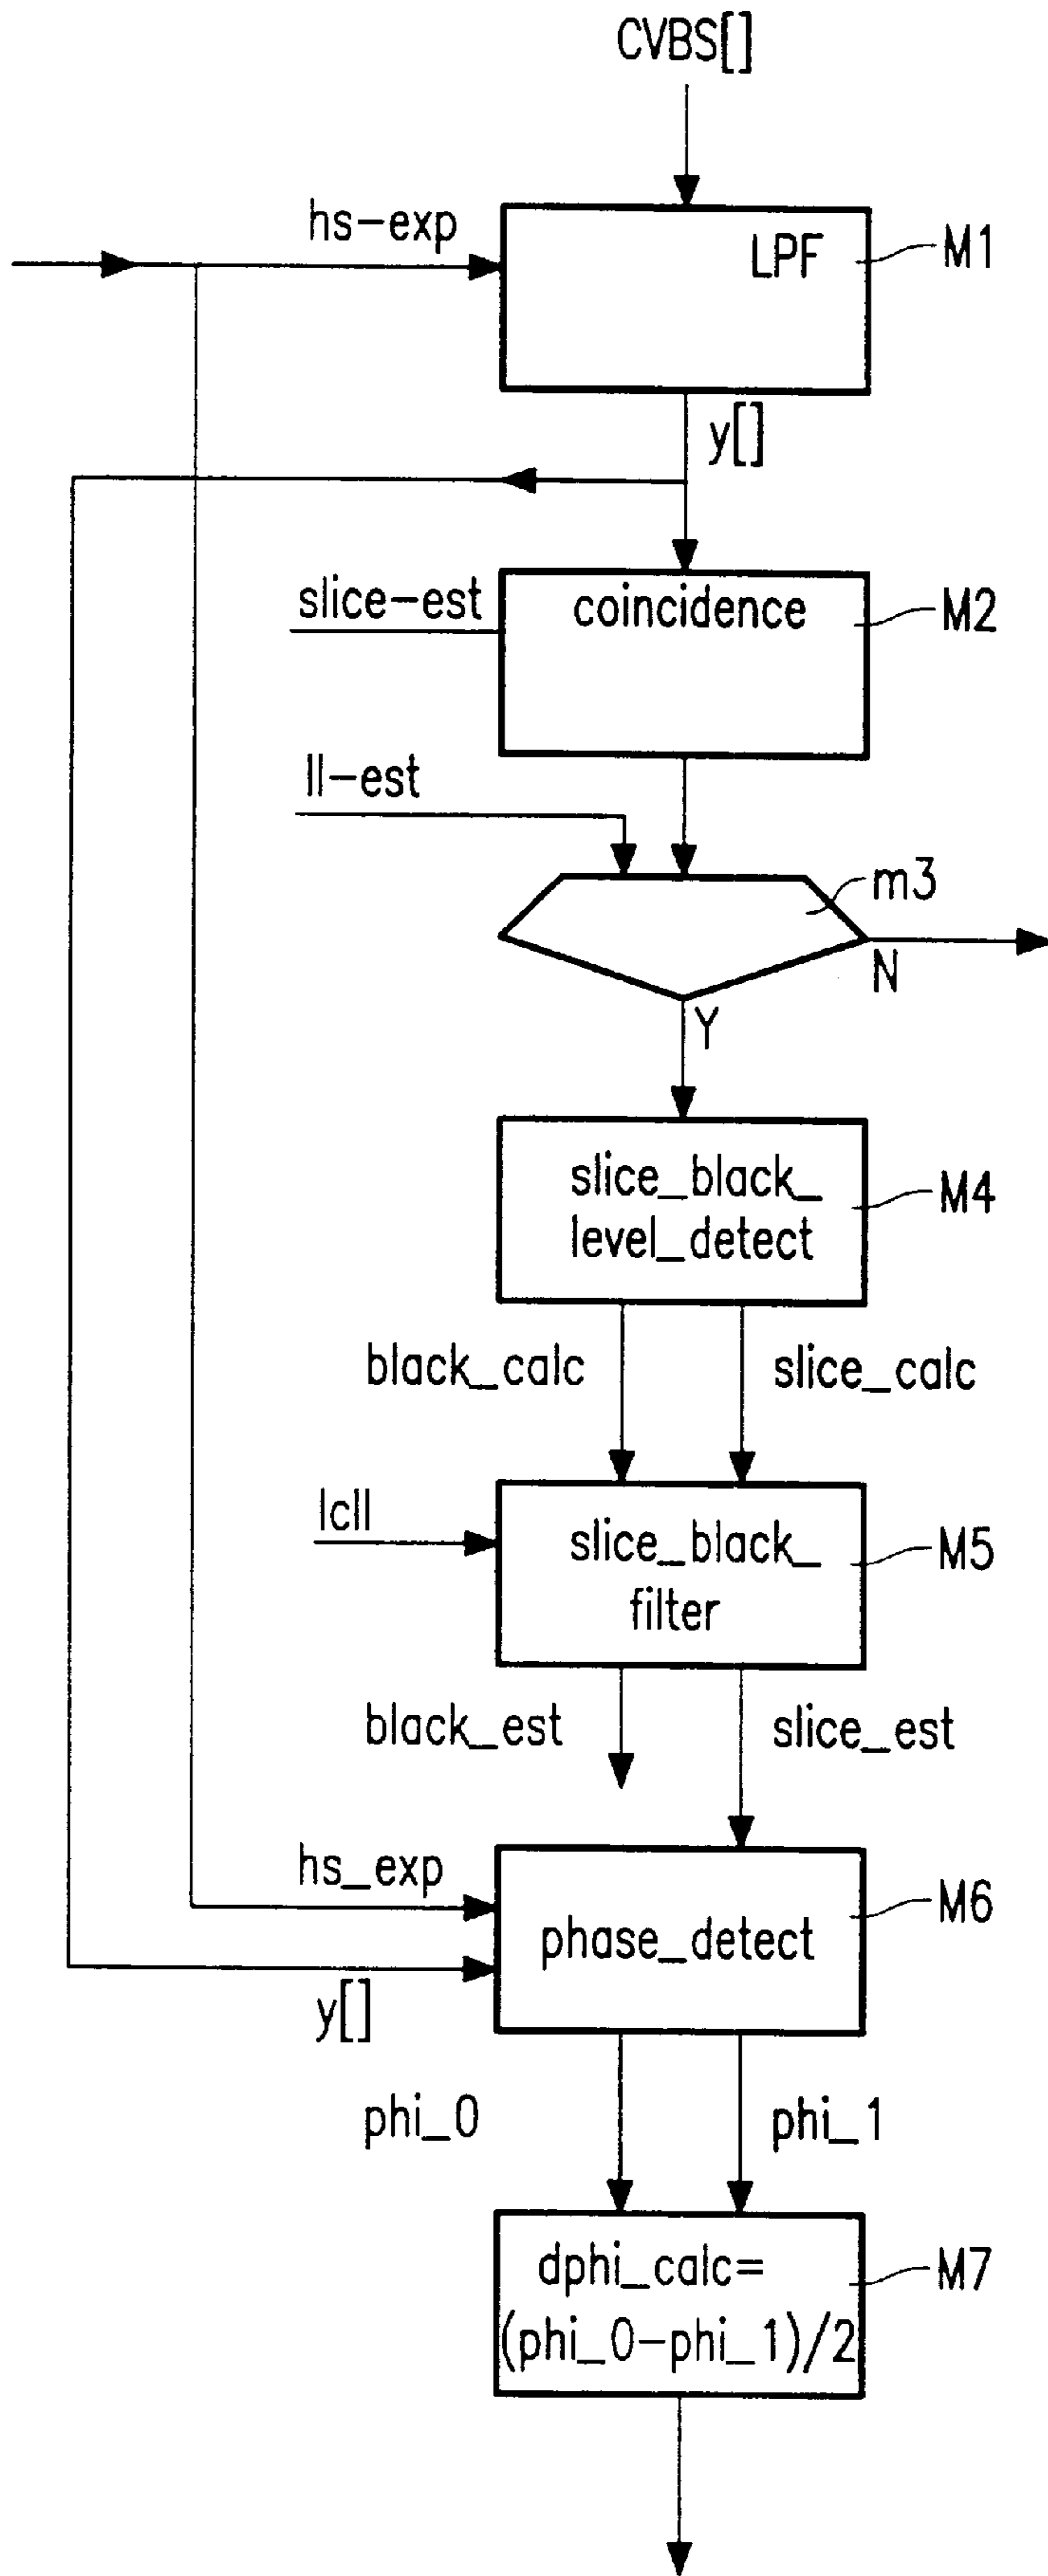 CVBS[]
hs-exp
LPF
M1
y[]
slice-est
coincidence
M2
ll-est
m3
N
Y
slice_black_
level_detect
M4
black_calc
slice_calc
lcll
slice_black_
filter
M5
black_est
slice_est
hs_exp
phase_detect
M6
y[]
phi_0
phi_1
dphi_calc=
(phi_0-phi_1)/2
M7